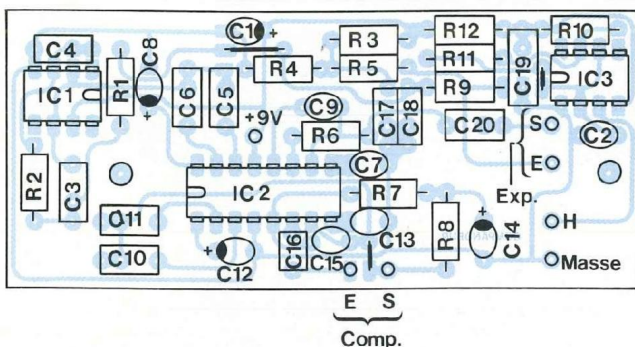 C1 +
R3
R12
R10
C4
C8
R4
R5
R11
C19
IC1
R1
C6
C5
R9
IC3
+
+9V
C9
C17
C18
C20
S
C2
R6
R2
C3
C7
E
IC2
R7
Exp.
C11
R8
+
H
C13
C14
C10
+
C12
C16
C15
Masse
E S
Comp.